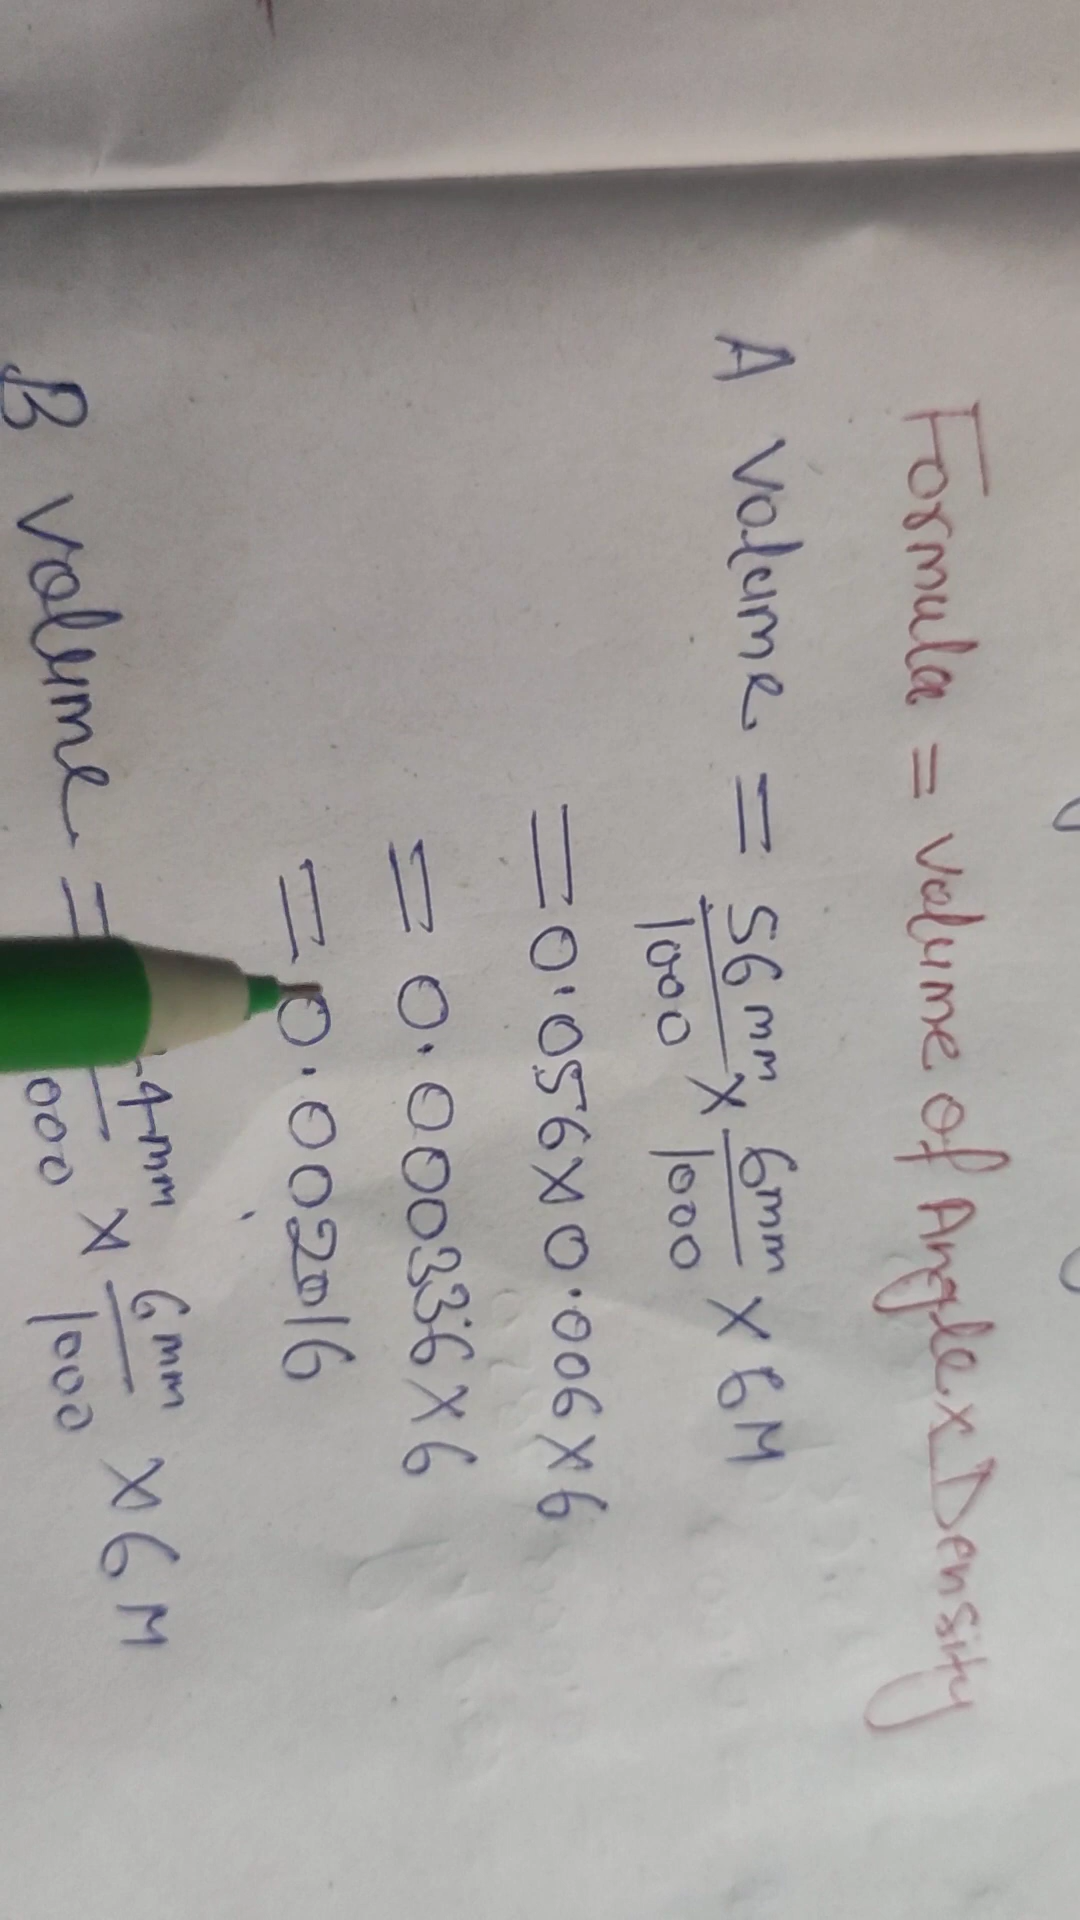 Formula = Volume of Angle x Density
A Volume = 56mm/1000 x 6mm/1000 x 6M
= 0.056 x 0.006 x 6
= 0.000336 x 6
= 0.002016
B Volume = 4mm/000 x 6mm/1000 x 6M